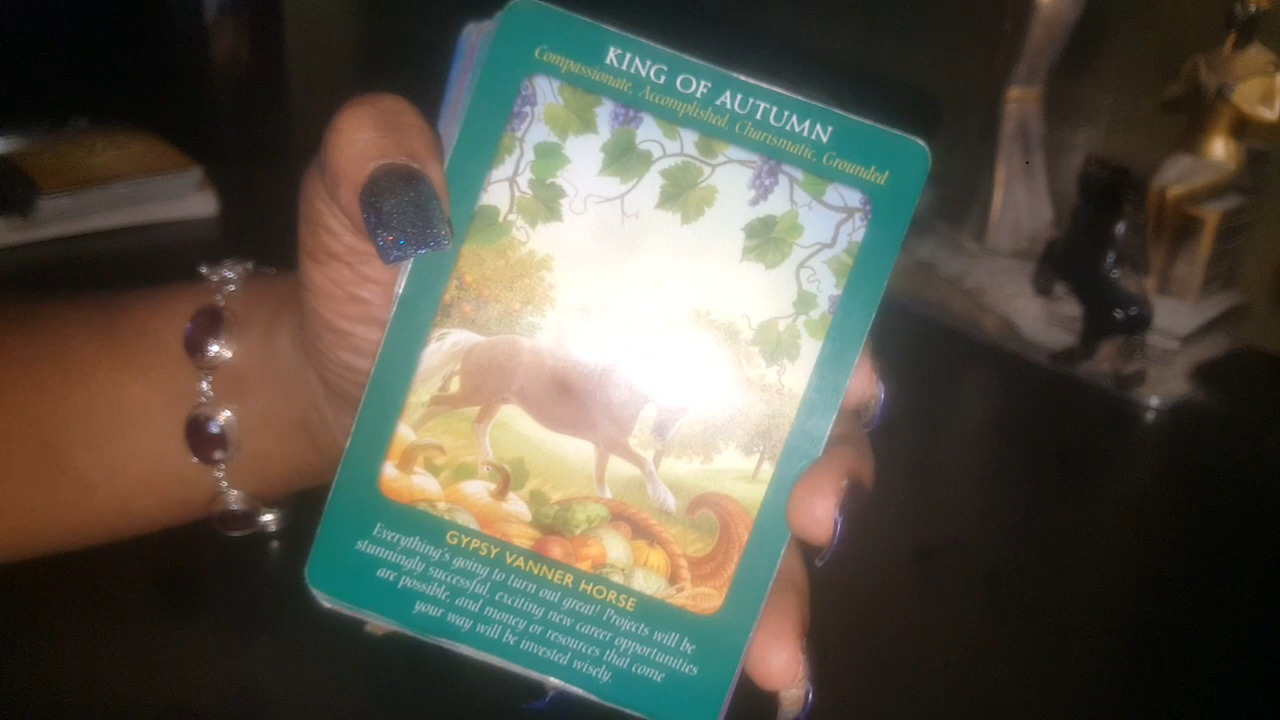 KING OF AUTUMN
Compassionate, Accomplished, Charismatic, Grounded
GYPSY VANNER HORSE
Everything's going to turn out great! Projects will be
stunningly successful, exciting new career opportunities
are possible, and money or resources that come
your way will be invested wisely.